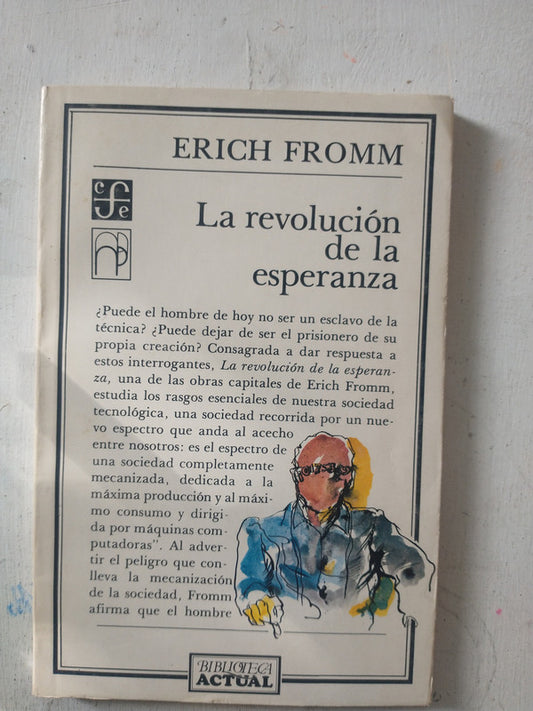 ERICH FROMM
cfe
La revolución
de la
esperanza
¿Puede el hombre de hoy no ser un esclavo de la
técnica? ¿Puede dejar de ser el prisionero de su
propia creación? Consagrada a dar respuesta a
estos interrogantes, La revolución de la esperan-
za, una de las obras capitales de Erich Fromm,
estudia los rasgos esenciales de nuestra sociedad
tecnológica, una sociedad recorrida por un nue-
vo espectro que anda al acecho
entre nosotros: es el espectro de
una sociedad completamente
mecanizada, dedicada a la
máxima producción y al máxi-
mo consumo y dirigi-
da por máquinas com-
putadoras”. Al adver-
tir el peligro que con-
lleva la mecanización
de la sociedad, Fromm
afirma que el hombre
BIBLIOTECA
ACTUAL